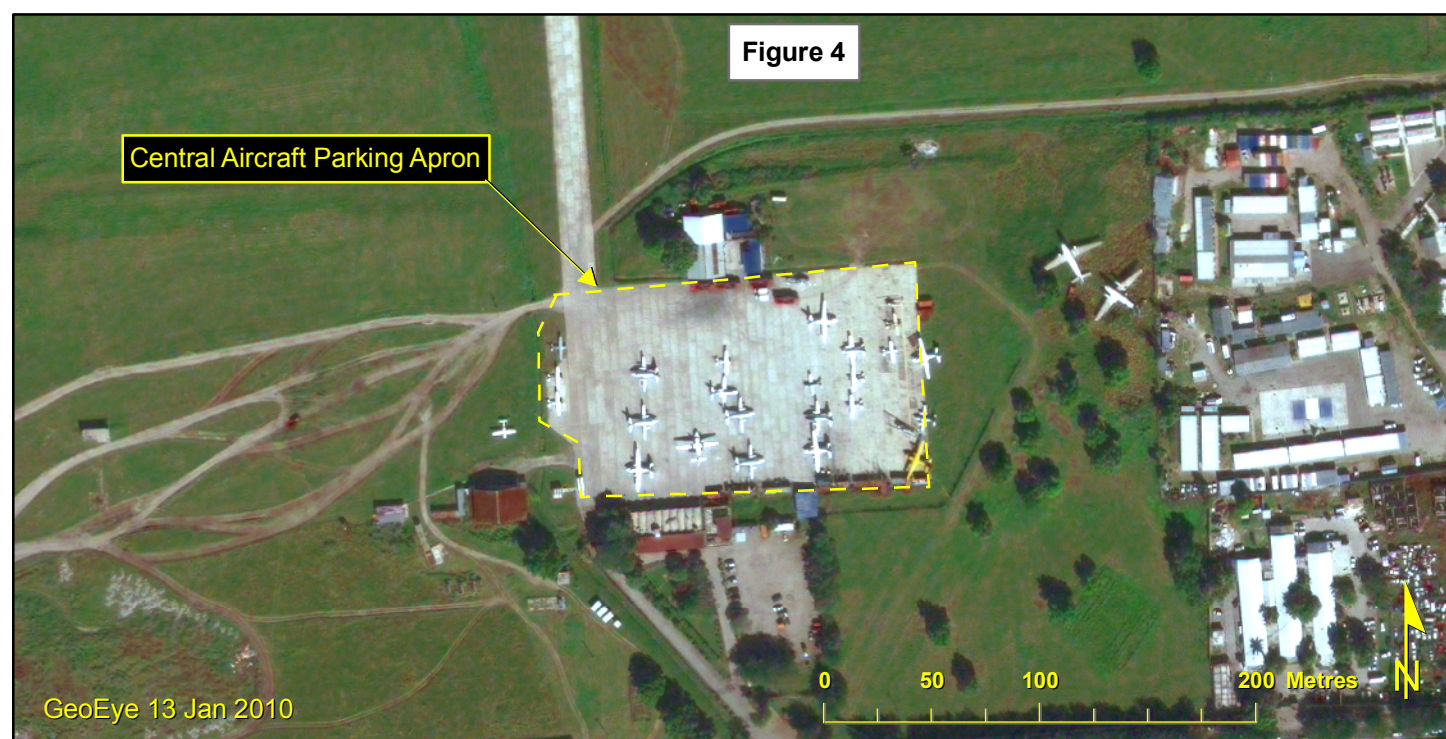 Figure 4
Central Aircraft Parking Apron
0 50 100 200 Metres
N
GeoEye 13 Jan 2010